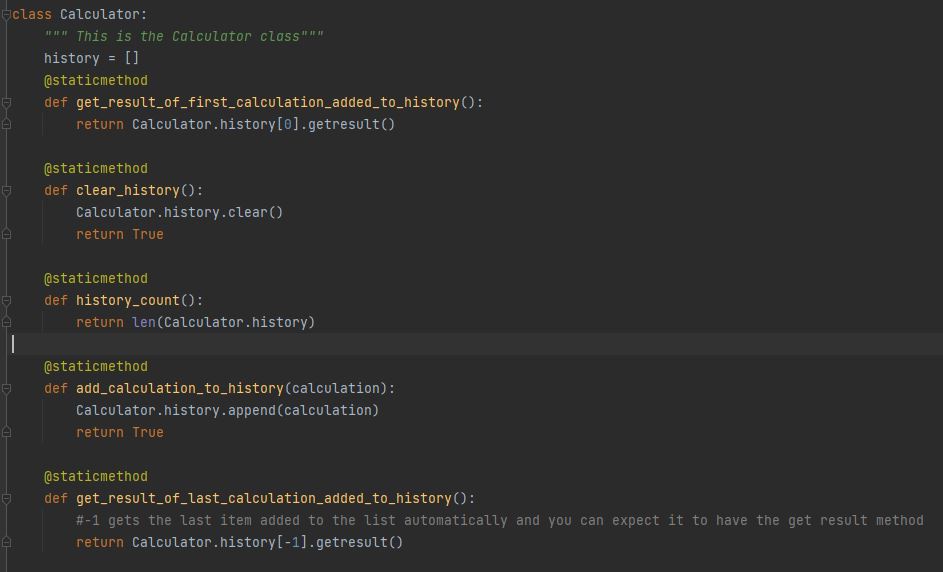 class Calculator:
    """ This is the Calculator class"""
    history = []
    @staticmethod
    def get_result_of_first_calculation_added_to_history():
        return Calculator.history[0].getresult()

    @staticmethod
    def clear_history():
        Calculator.history.clear()
        return True

    @staticmethod
    def history_count():
        return len(Calculator.history)

    @staticmethod
    def add_calculation_to_history(calculation):
        Calculator.history.append(calculation)
        return True

    @staticmethod
    def get_result_of_last_calculation_added_to_history():
        #-1 gets the last item added to the list automatically and you can expect it to have the get result method
        return Calculator.history[-1].getresult()